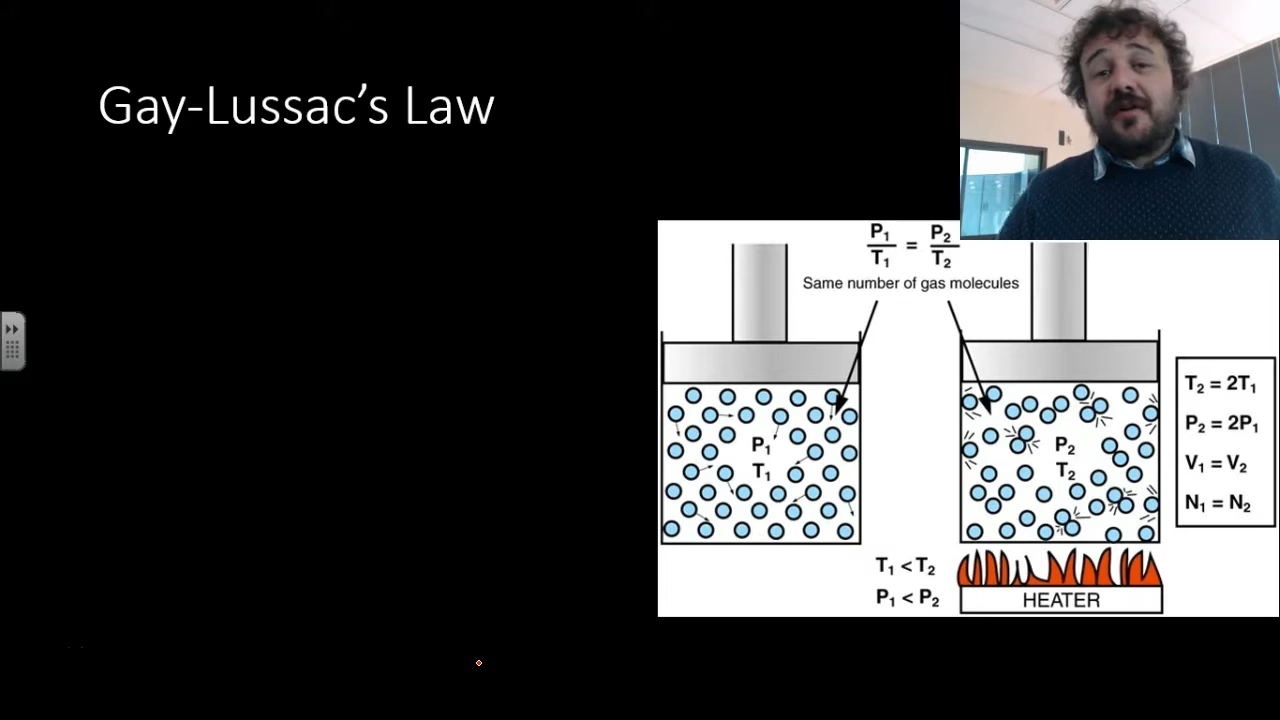 Gay-Lussac's Law
P₁/T₁ = P₂/T₂
Same number of gas molecules
P₁
T₁
P₂
T₂
T₂ = 2T₁
P₂ = 2P₁
V₁ = V₂
N₁ = N₂
T₁ < T₂
P₁ < P₂
HEATER